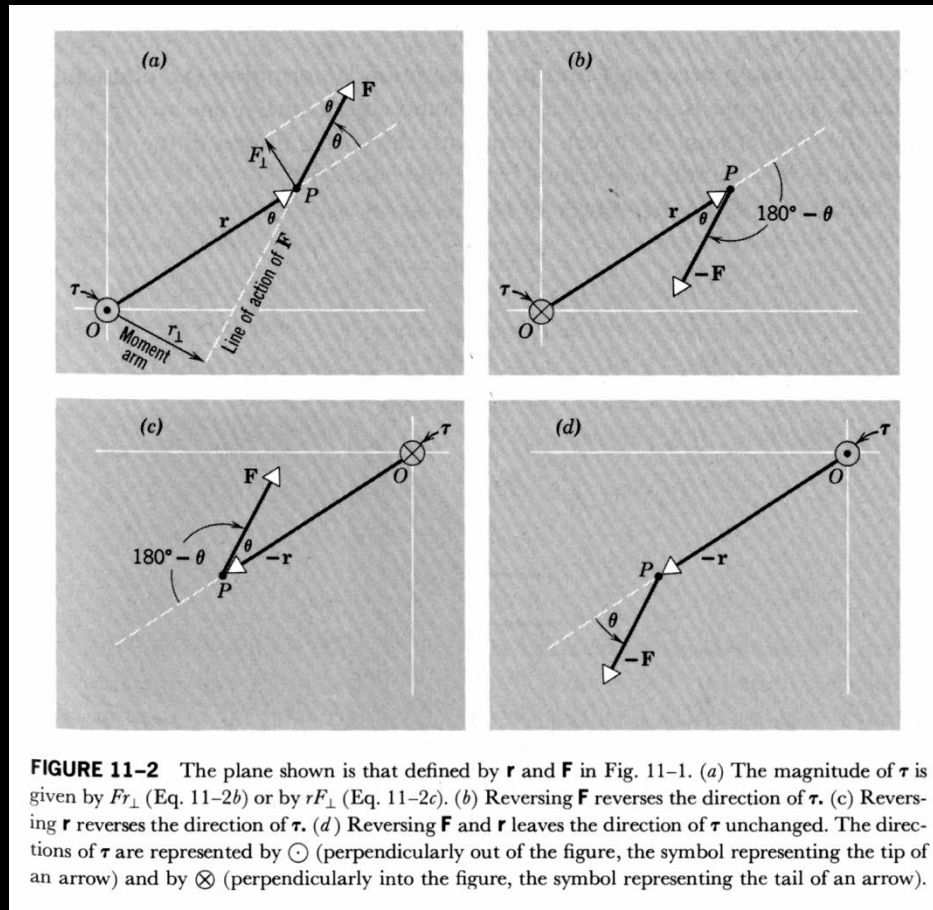 (a)
F
θ
θ
F⊥
P
r
θ
Line of action of F
τ
O
r⊥
Moment
arm
(b)
P
r
θ
180° – θ
–F
τ
O
(c)
τ
F
O
180° – θ
θ
–r
P
(d)
τ
O
–r
P
θ
–F
FIGURE 11–2 The plane shown is that defined by r and F in Fig. 11–1. (a) The magnitude of τ is
given by Fr⊥ (Eq. 11–2b) or by rF⊥ (Eq. 11–2c). (b) Reversing F reverses the direction of τ. (c) Revers-
ing r reverses the direction of τ. (d) Reversing F and r leaves the direction of τ unchanged. The direc-
tions of τ are represented by ⊙ (perpendicularly out of the figure, the symbol representing the tip of
an arrow) and by ⊗ (perpendicularly into the figure, the symbol representing the tail of an arrow).